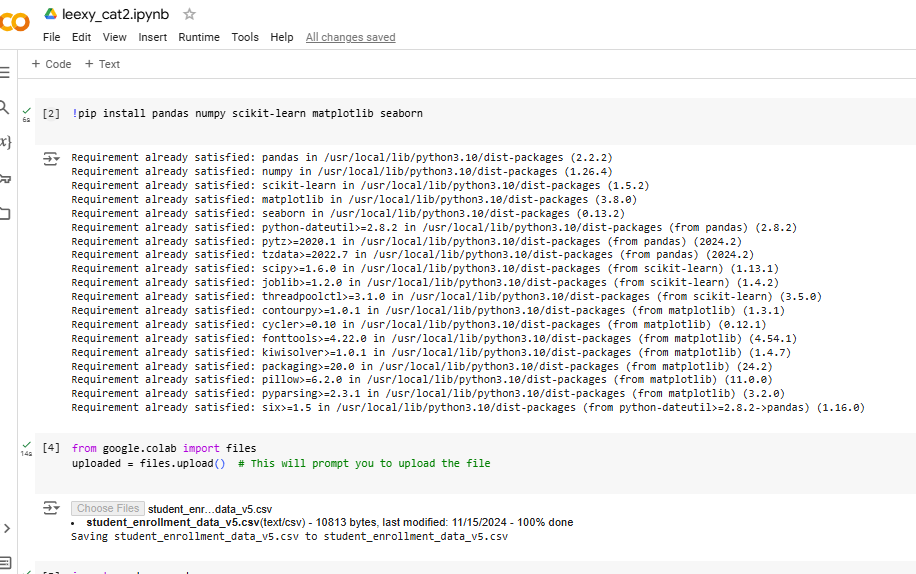 CO leexy_cat2.ipynb
File Edit View Insert Runtime Tools Help All changes saved
+ Code + Text
[2] !pip install pandas numpy scikit-learn matplotlib seaborn
6s
Requirement already satisfied: pandas in /usr/local/lib/python3.10/dist-packages (2.2.2)
Requirement already satisfied: numpy in /usr/local/lib/python3.10/dist-packages (1.26.4)
Requirement already satisfied: scikit-learn in /usr/local/lib/python3.10/dist-packages (1.5.2)
Requirement already satisfied: matplotlib in /usr/local/lib/python3.10/dist-packages (3.8.0)
Requirement already satisfied: seaborn in /usr/local/lib/python3.10/dist-packages (0.13.2)
Requirement already satisfied: python-dateutil>=2.8.2 in /usr/local/lib/python3.10/dist-packages (from pandas) (2.8.2)
Requirement already satisfied: pytz>=2020.1 in /usr/local/lib/python3.10/dist-packages (from pandas) (2024.2)
Requirement already satisfied: tzdata>=2022.7 in /usr/local/lib/python3.10/dist-packages (from pandas) (2024.2)
Requirement already satisfied: scipy>=1.6.0 in /usr/local/lib/python3.10/dist-packages (from scikit-learn) (1.13.1)
Requirement already satisfied: joblib>=1.2.0 in /usr/local/lib/python3.10/dist-packages (from scikit-learn) (1.4.2)
Requirement already satisfied: threadpoolctl>=3.1.0 in /usr/local/lib/python3.10/dist-packages (from scikit-learn) (3.5.0)
Requirement already satisfied: contourpy>=1.0.1 in /usr/local/lib/python3.10/dist-packages (from matplotlib) (1.3.1)
Requirement already satisfied: cycler>=0.10 in /usr/local/lib/python3.10/dist-packages (from matplotlib) (0.12.1)
Requirement already satisfied: fonttools>=4.22.0 in /usr/local/lib/python3.10/dist-packages (from matplotlib) (4.54.1)
Requirement already satisfied: kiwisolver>=1.0.1 in /usr/local/lib/python3.10/dist-packages (from matplotlib) (1.4.7)
Requirement already satisfied: packaging>=20.0 in /usr/local/lib/python3.10/dist-packages (from matplotlib) (24.2)
Requirement already satisfied: pillow>=6.2.0 in /usr/local/lib/python3.10/dist-packages (from matplotlib) (11.0.0)
Requirement already satisfied: pyparsing>=2.3.1 in /usr/local/lib/python3.10/dist-packages (from matplotlib) (3.2.0)
Requirement already satisfied: six>=1.5 in /usr/local/lib/python3.10/dist-packages (from python-dateutil>=2.8.2->pandas) (1.16.0)
[4] from google.colab import files
14s
uploaded = files.upload() # This will prompt you to upload the file
Choose Files student_enr...data_v5.csv
• student_enrollment_data_v5.csv(text/csv) - 10813 bytes, last modified: 11/15/2024 - 100% done
Saving student_enrollment_data_v5.csv to student_enrollment_data_v5.csv